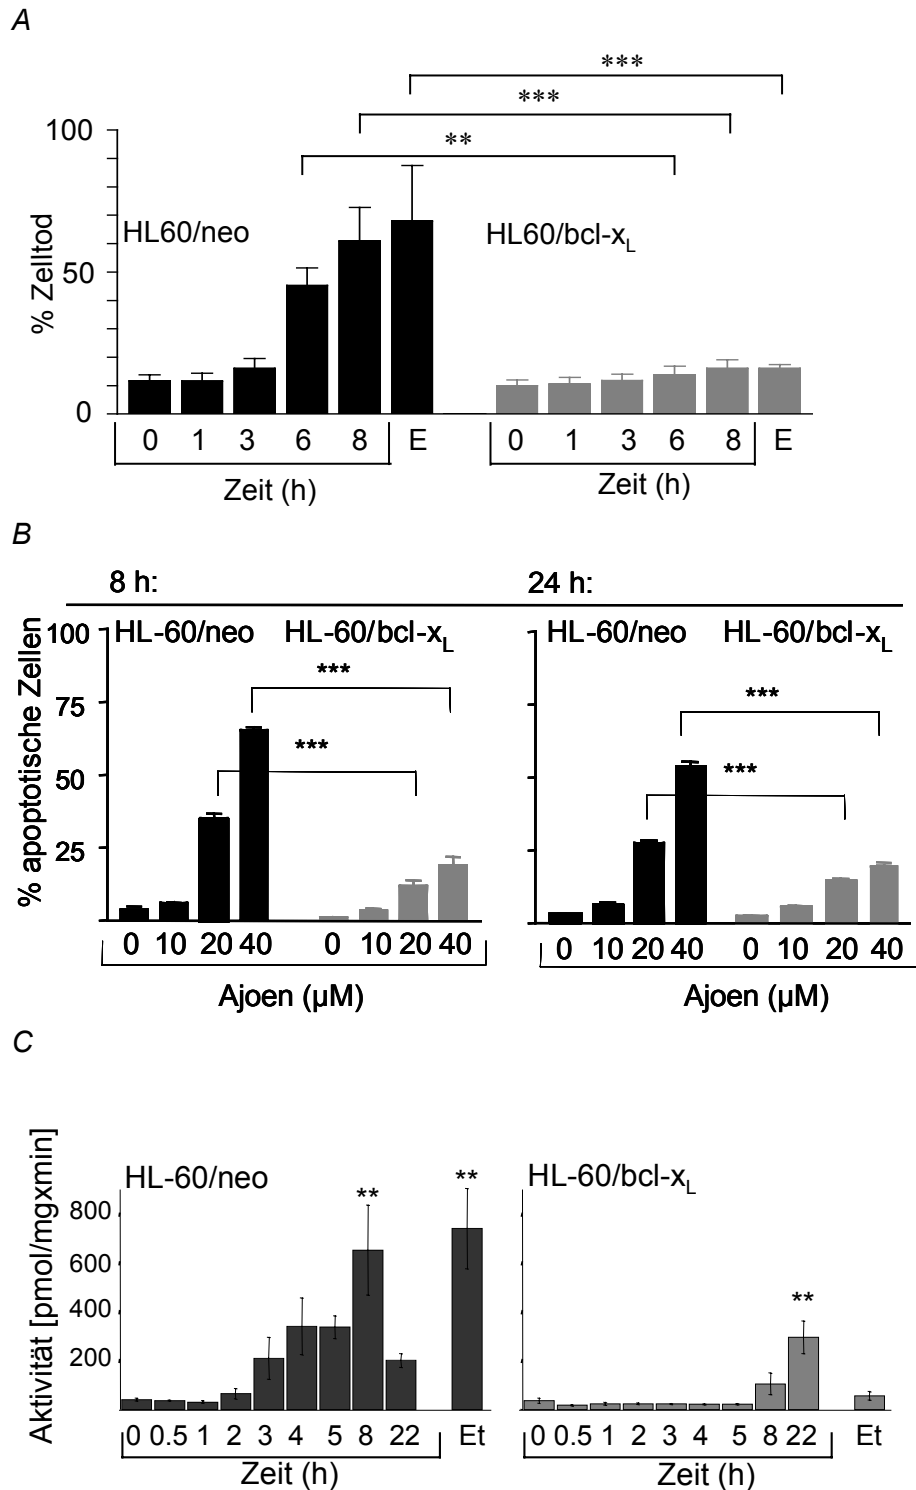 A
***
***
**
100
HL60/neo
HL60/bcl-xL
% Zelltod
50
0
0 1 3 6 8 E 0 1 3 6 8 E
Zeit (h) Zeit (h)
B
8 h: 24 h:
100 HL-60/neo HL-60/bcl-xL HL-60/neo HL-60/bcl-xL
% apoptotische Zellen
*** ***
75
*** ***
50
25
0 10 20 40 0 10 20 40 0 10 20 40 0 10 20 40
Ajoen (µM) Ajoen (µM)
C
Aktivität [pmol/mgxmin]
HL-60/neo HL-60/bcl-xL
** **
800
600
400
**
200
0 0.5 1 2 3 4 5 8 22 Et 0 0.5 1 2 3 4 5 8 22 Et
Zeit (h) Zeit (h)